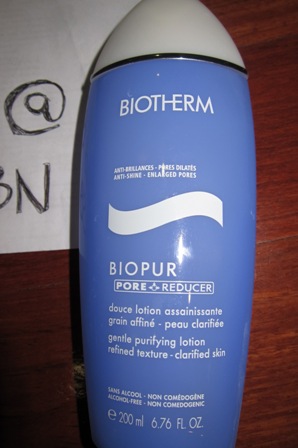 @
BN
BIOTHERM
ANTI-BRILLANCES - PORES DILATÉS
ANTI-SHINE - ENLARGED PORES
BIOPUR
PORE REDUCER
douce lotion assainissante
grain affiné - peau clarifiée
gentle purifying lotion
refined texture - clarified skin
SANS ALCOOL - NON COMÉDOGÈNE
ALCOHOL-FREE - NON COMEDOGENIC
℮ 200 ml 6.76 FL. OZ.